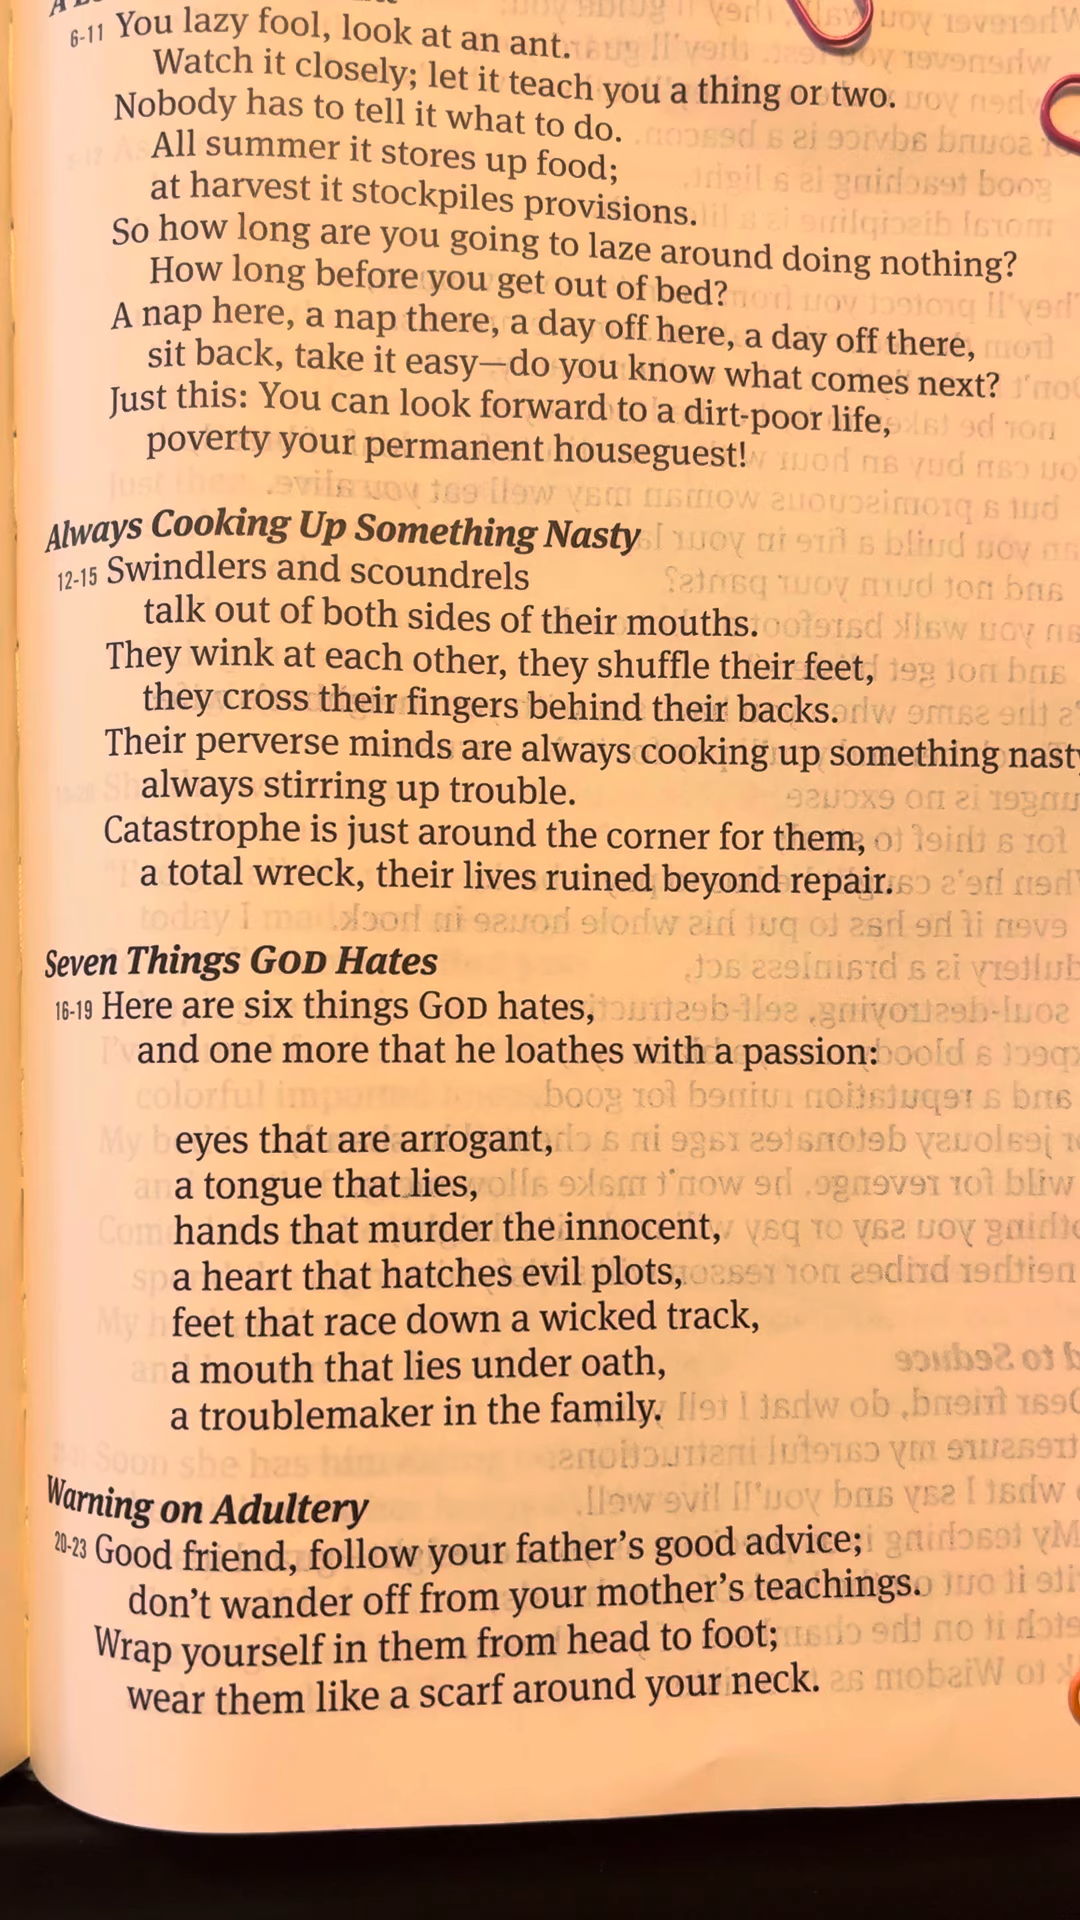 6-11 You lazy fool, look at an ant.
Watch it closely; let it teach you a thing or two.
Nobody has to tell it what to do.
All summer it stores up food;
at harvest it stockpiles provisions.
So how long are you going to laze around doing nothing?
How long before you get out of bed?
A nap here, a nap there, a day off here, a day off there,
sit back, take it easy—do you know what comes next?
Just this: You can look forward to a dirt-poor life,
poverty your permanent houseguest!
Always Cooking Up Something Nasty
12-15 Swindlers and scoundrels
talk out of both sides of their mouths.
They wink at each other, they shuffle their feet,
they cross their fingers behind their backs.
Their perverse minds are always cooking up something nasty
always stirring up trouble.
Catastrophe is just around the corner for them,
a total wreck, their lives ruined beyond repair.
Seven Things GOD Hates
16-19 Here are six things GOD hates,
and one more that he loathes with a passion:
eyes that are arrogant,
a tongue that lies,
hands that murder the innocent,
a heart that hatches evil plots,
feet that race down a wicked track,
a mouth that lies under oath,
a troublemaker in the family.
Warning on Adultery
20-23 Good friend, follow your father's good advice;
don't wander off from your mother's teachings.
Wrap yourself in them from head to foot;
wear them like a scarf around your neck.